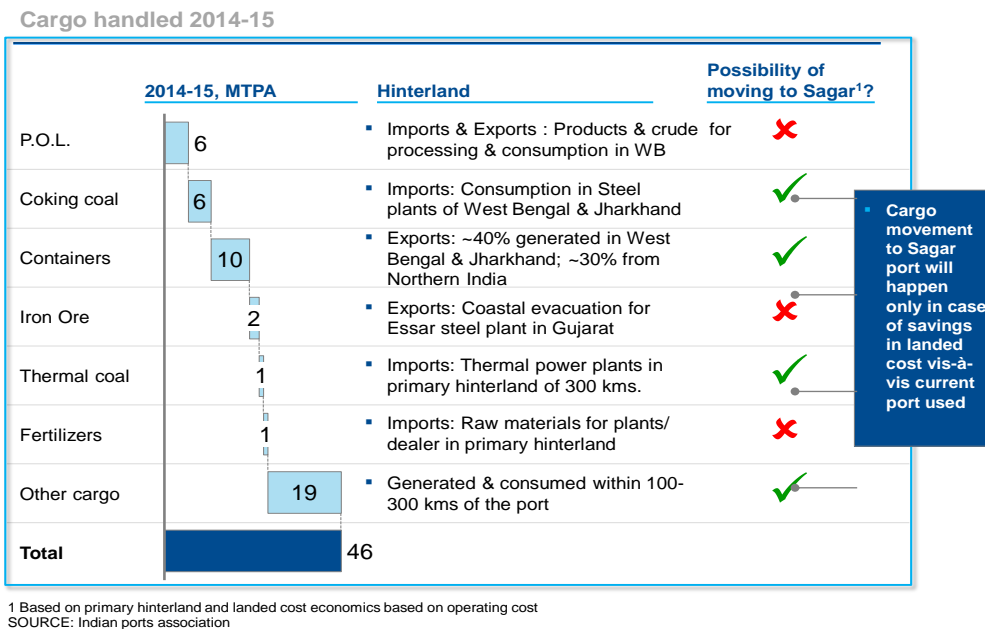 Cargo handled 2014-15
2014-15, MTPA
Hinterland
Possibility of
moving to Sagar¹?
P.O.L.
6
▪ Imports & Exports : Products & crude for
processing & consumption in WB
Coking coal
6
▪ Imports: Consumption in Steel
plants of West Bengal & Jharkhand
Containers
10
▪ Exports: ~40% generated in West
Bengal & Jharkhand; ~30% from
Northern India
Iron Ore
2
▪ Exports: Coastal evacuation for
Essar steel plant in Gujarat
Thermal coal
1
▪ Imports: Thermal power plants in
primary hinterland of 300 kms.
Fertilizers
1
▪ Imports: Raw materials for plants/
dealer in primary hinterland
Other cargo
19
▪ Generated & consumed within 100-
300 kms of the port
Total
46
▪ Cargo
movement
to Sagar
port will
happen
only in case
of savings
in landed
cost vis-à-
vis current
port used
1 Based on primary hinterland and landed cost economics based on operating cost
SOURCE: Indian ports association